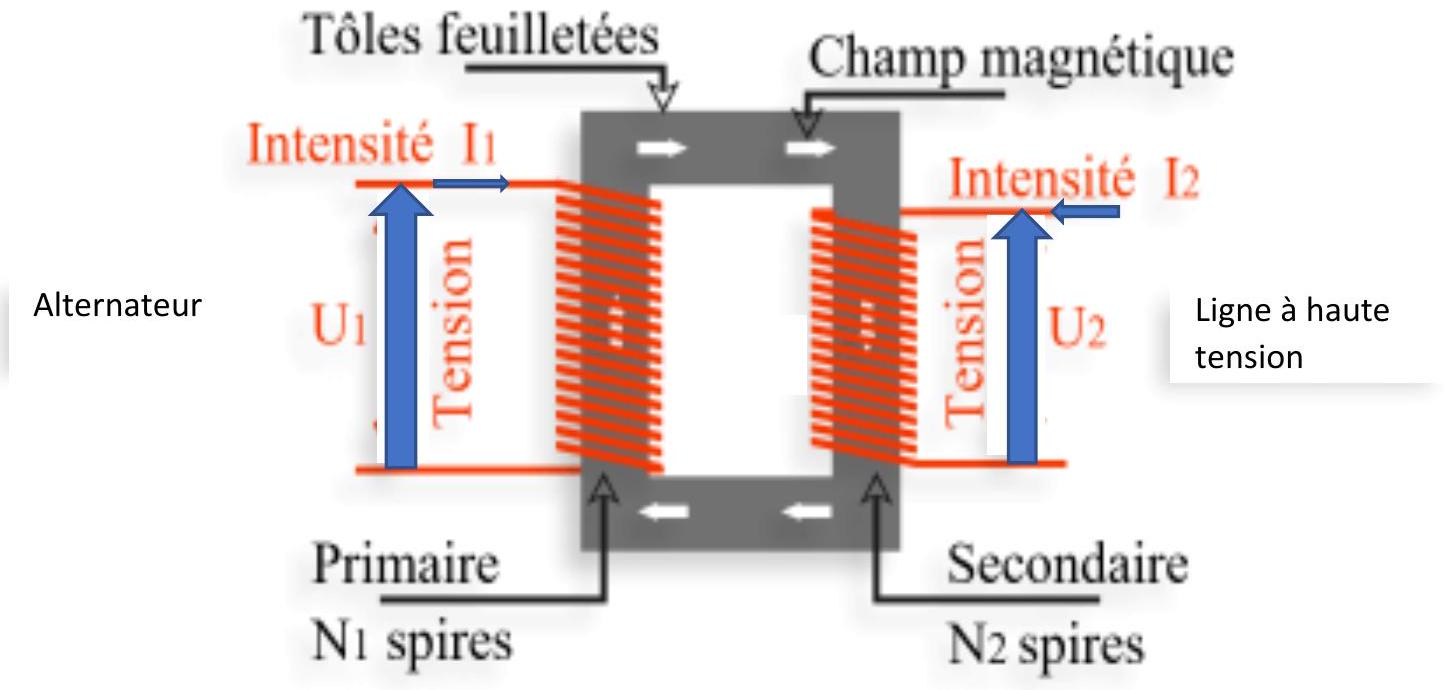 Tôles feuilletées
Champ magnétique
Intensité I1
Intensité I2
Alternateur
U1
Tension
Tension
U2
Ligne à haute
tension
Primaire
N1 spires
Secondaire
N2 spires